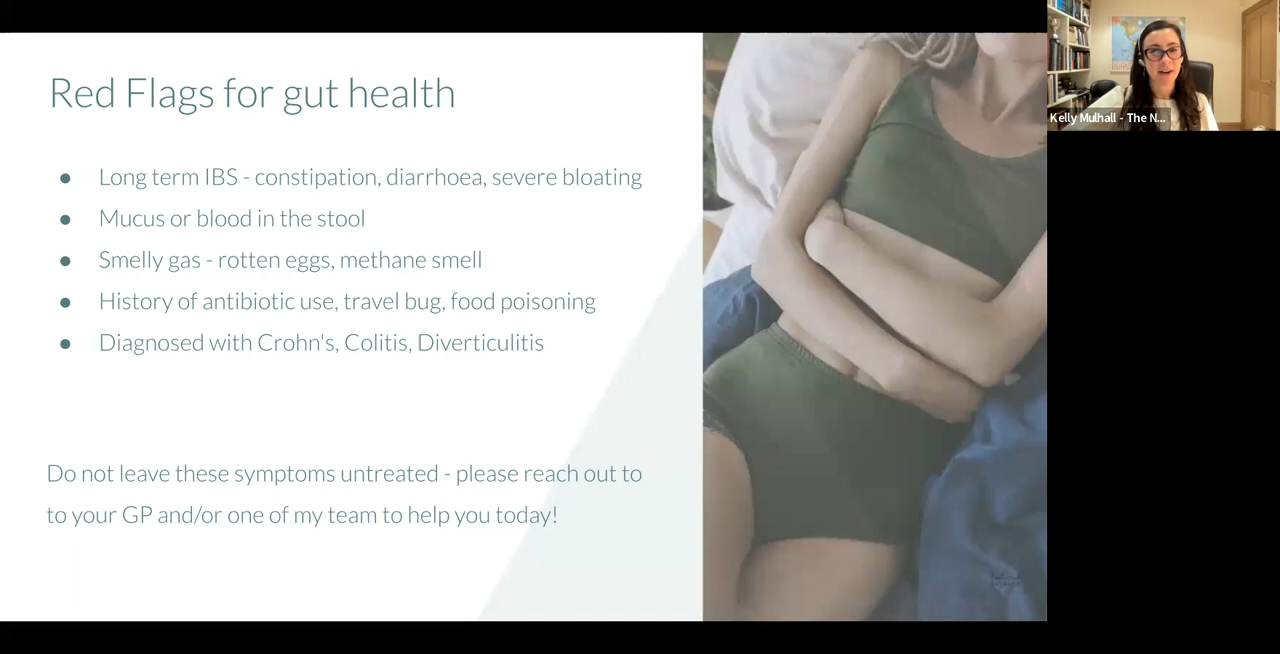 Red Flags for gut health
● Long term IBS - constipation, diarrhoea, severe bloating
● Mucus or blood in the stool
● Smelly gas - rotten eggs, methane smell
● History of antibiotic use, travel bug, food poisoning
● Diagnosed with Crohn's, Colitis, Diverticulitis
Do not leave these symptoms untreated - please reach out to
to your GP and/or one of my team to help you today!
Kelly Mulhall - The N...